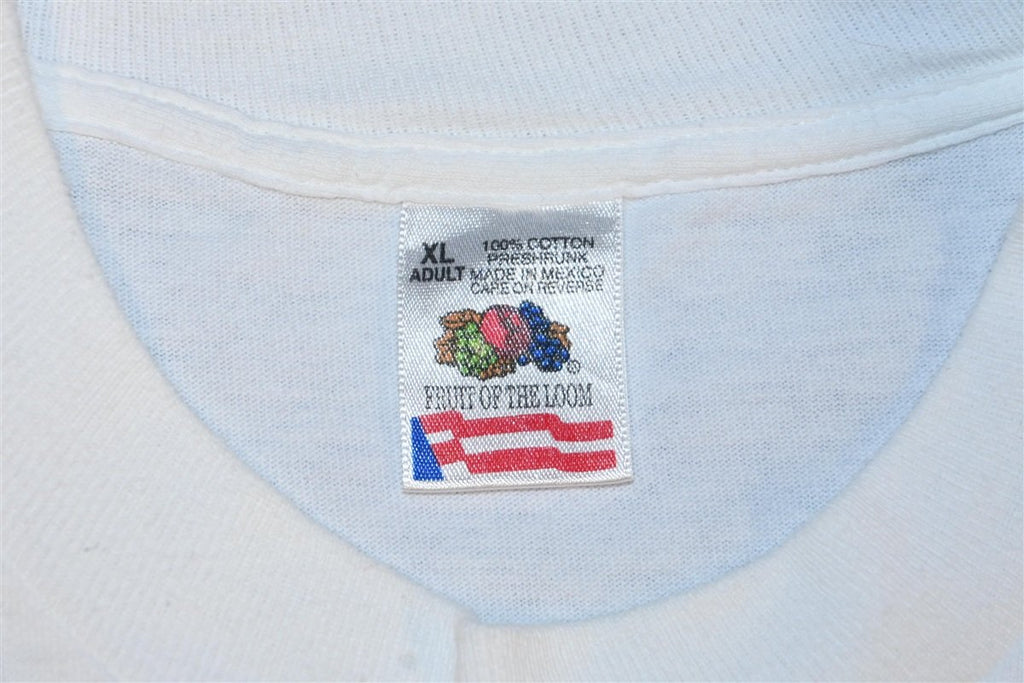 XL
ADULT
100% COTTON
PRESHRUNK
MADE IN MEXICO
CARE ON REVERSE
®
FRUIT OF THE LOOM